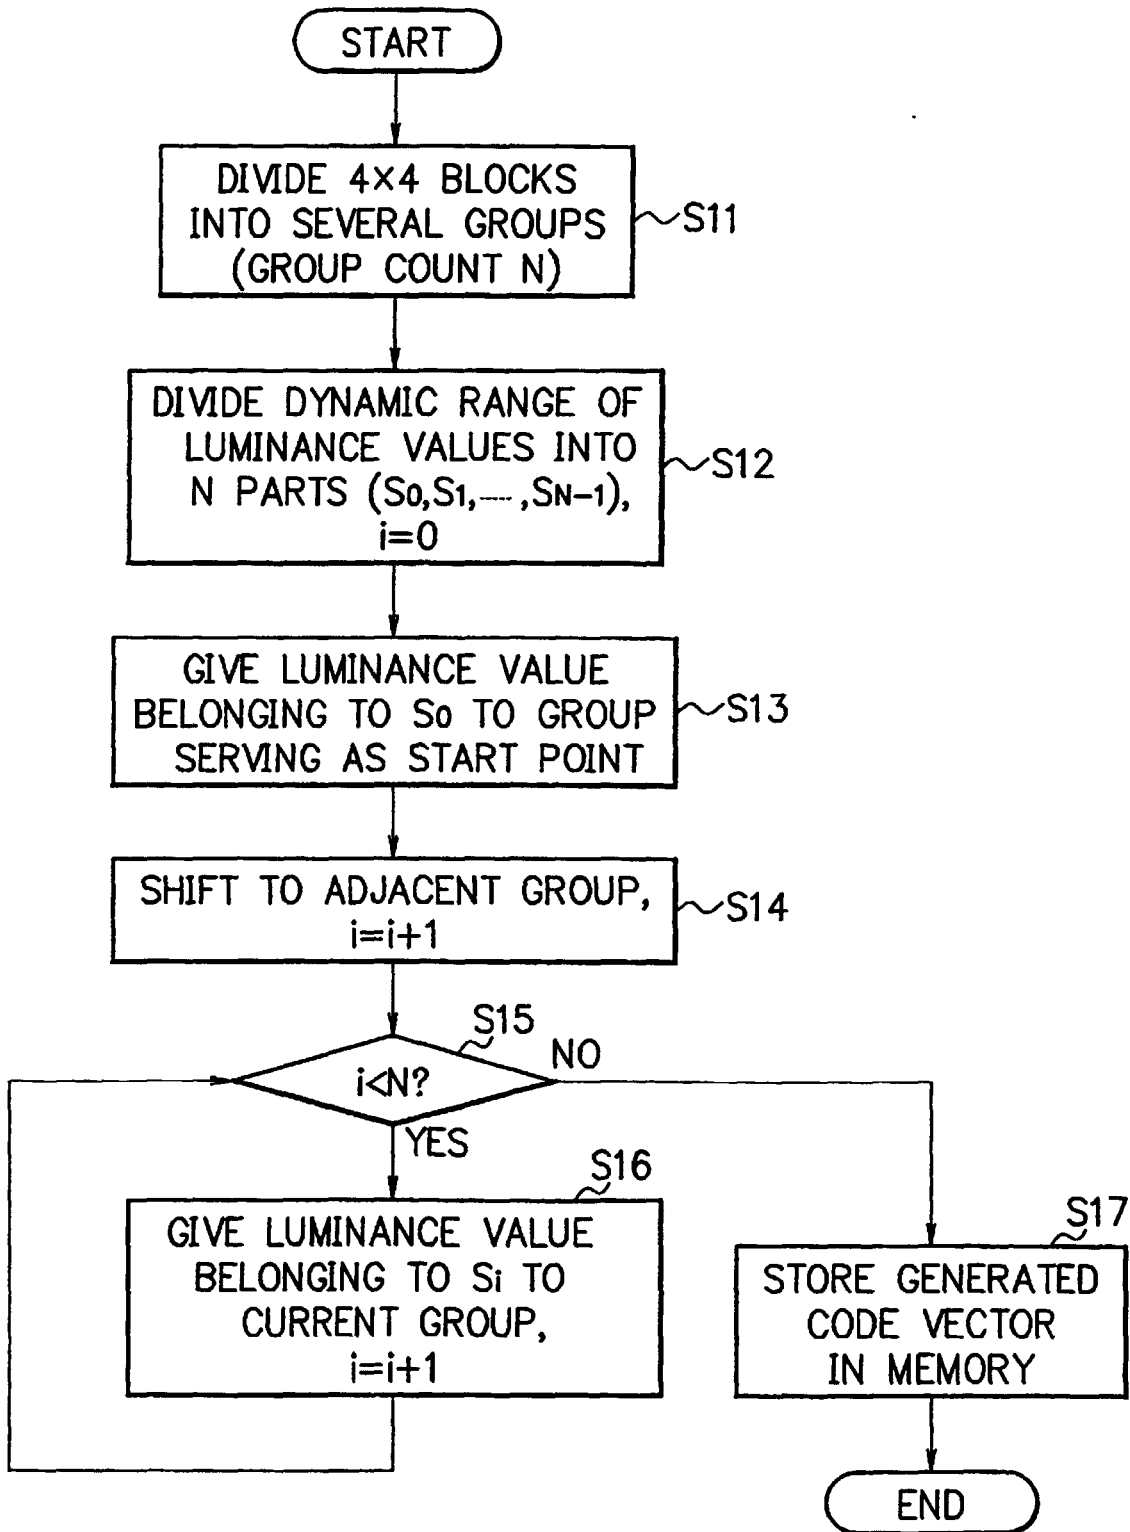 START
DIVIDE 4×4 BLOCKS
INTO SEVERAL GROUPS
(GROUP COUNT N)
S11
DIVIDE DYNAMIC RANGE OF
LUMINANCE VALUES INTO
N PARTS (S0,S1,----,SN-1),
i=0
S12
GIVE LUMINANCE VALUE
BELONGING TO S0 TO GROUP
SERVING AS START POINT
S13
SHIFT TO ADJACENT GROUP,
i=i+1
S14
S15
i<N?
NO
YES
S16
GIVE LUMINANCE VALUE
BELONGING TO Si TO
CURRENT GROUP,
i=i+1
S17
STORE GENERATED
CODE VECTOR
IN MEMORY
END